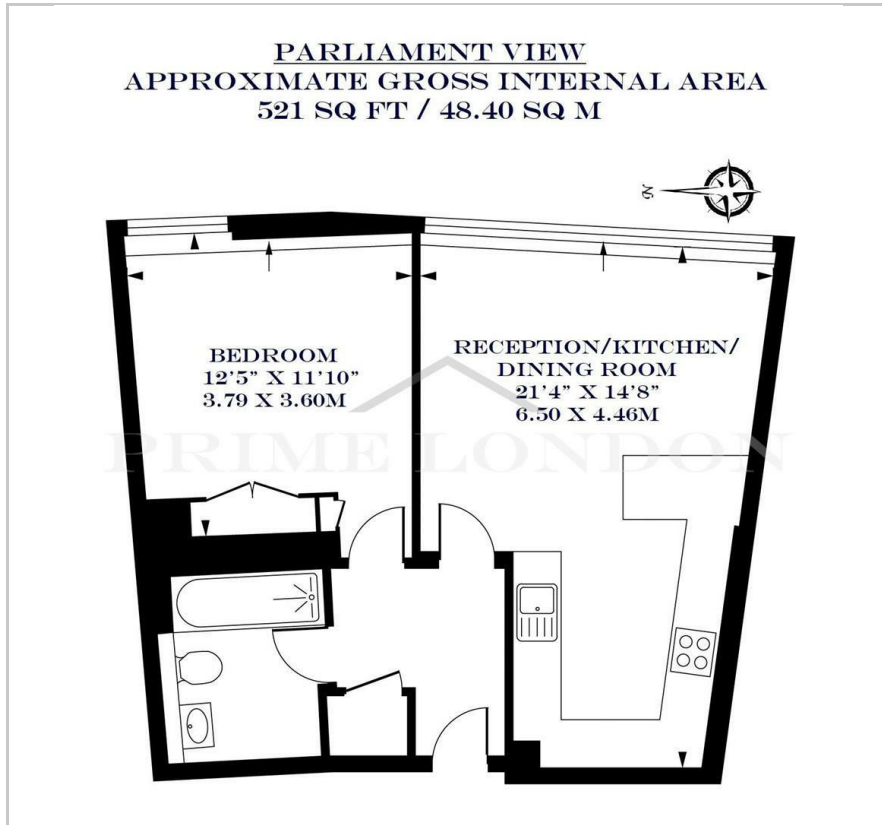 PARLIAMENT VIEW
APPROXIMATE GROSS INTERNAL AREA
521 SQ FT / 48.40 SQ M
N
BEDROOM
12'5" X 11'10"
3.79 X 3.60M
RECEPTION/KITCHEN/
DINING ROOM
21'4" X 14'8"
6.50 X 4.46M
PRIME LONDON